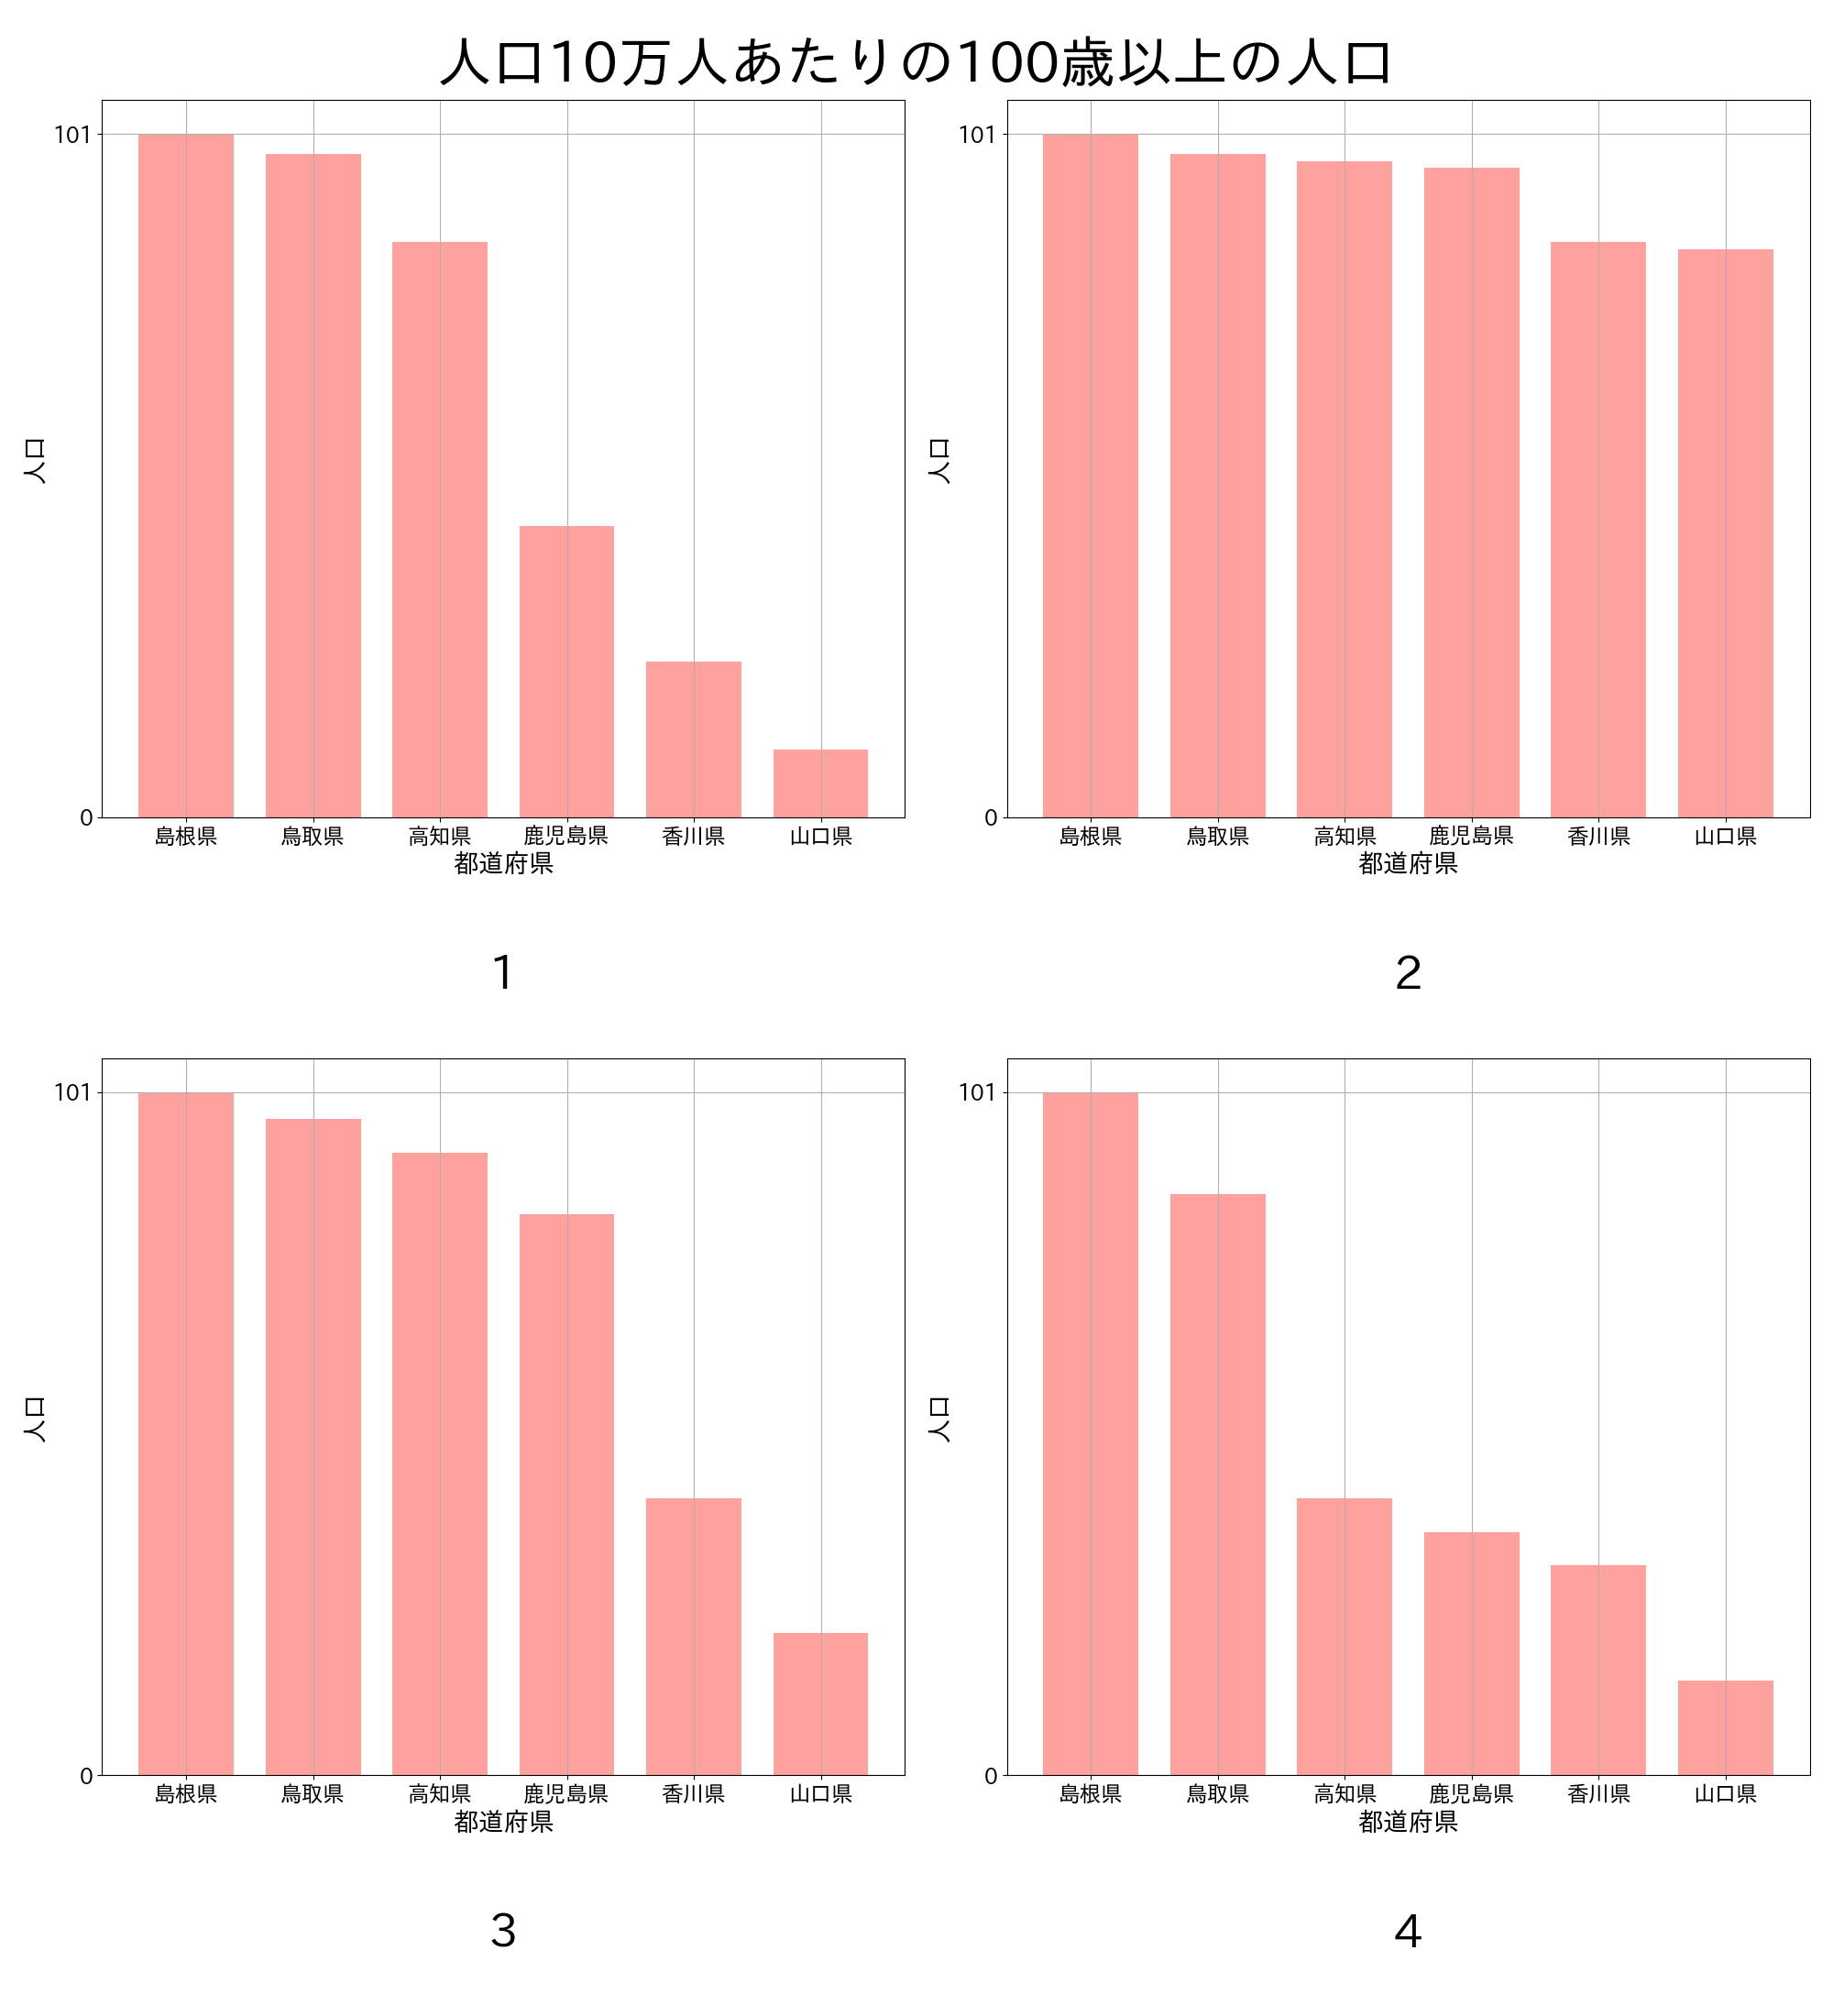 人口10万人あたりの100歳以上の人口
101
0
人口
島根県 鳥取県 高知県 鹿児島県 香川県 山口県
都道府県
1
101
0
人口
島根県 鳥取県 高知県 鹿児島県 香川県 山口県
都道府県
2
101
0
人口
島根県 鳥取県 高知県 鹿児島県 香川県 山口県
都道府県
3
101
0
人口
島根県 鳥取県 高知県 鹿児島県 香川県 山口県
都道府県
4